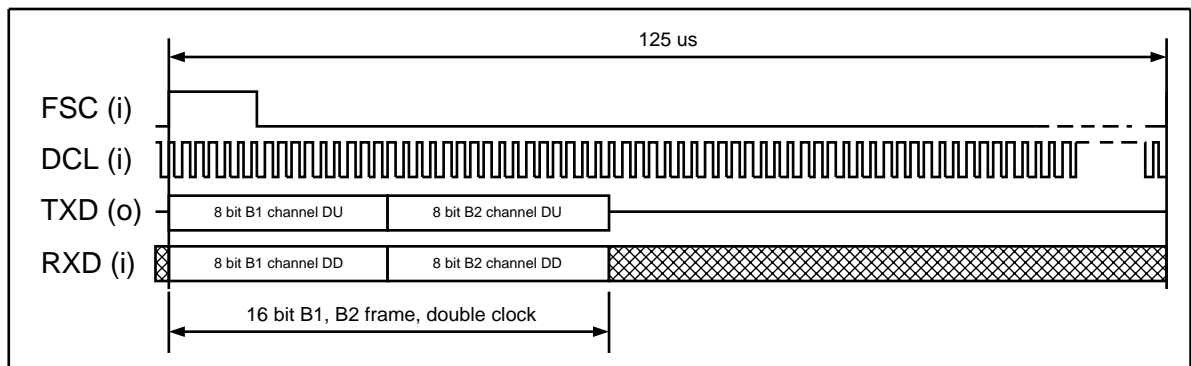 125 us
FSC (i)
DCL (i)
TXD (o)
8 bit B1 channel DU
8 bit B2 channel DU
RXD (i)
8 bit B1 channel DD
8 bit B2 channel DD
16 bit B1, B2 frame, double clock